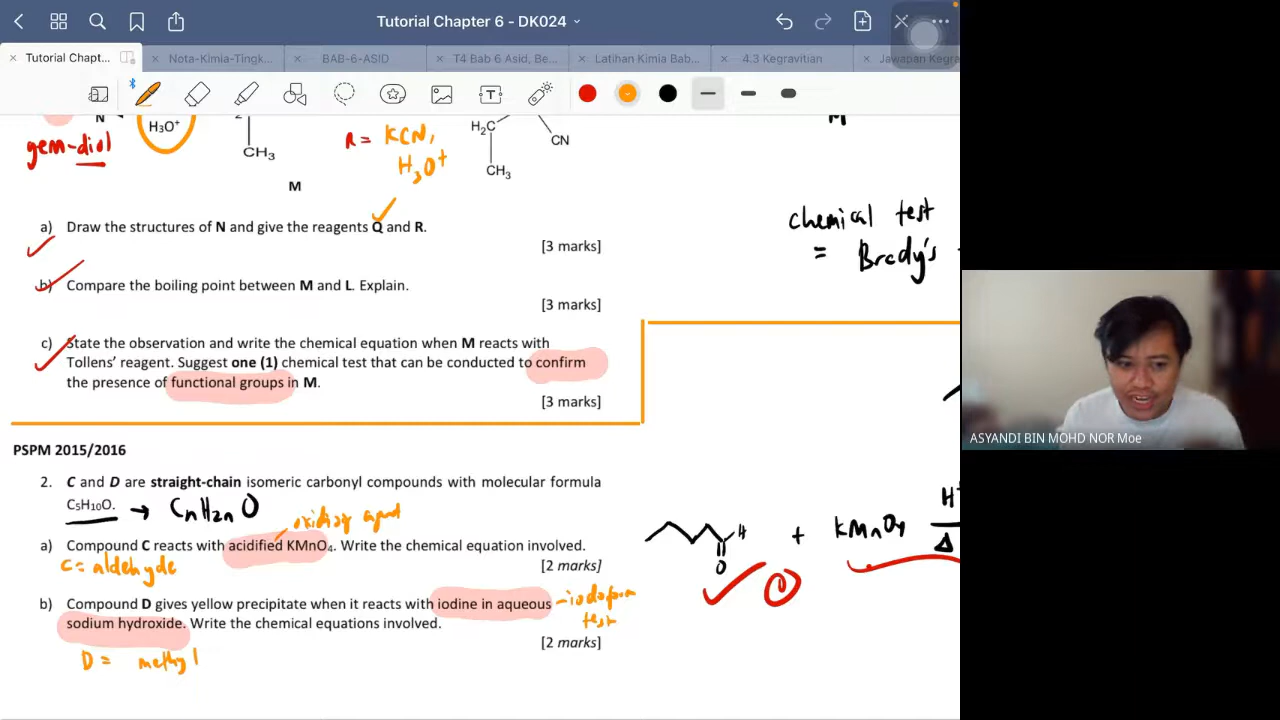 Tutorial Chapter 6 - DK024
Tutorial Chapt...
Nota-Kimia-Tingk...
BAB-6-ASID
T4 Bab 6 Asid, Be...
Latihan Kimia Bab...
4.3 Kegravitian
Jawapan Kegra
N
H3O+
2
CH3
gem-diol
M
R = KCN,
H3O+
H2C
CN
CH3
M
a) Draw the structures of N and give the reagents Q and R.
[3 marks]
b) Compare the boiling point between M and L. Explain.
[3 marks]
c) State the observation and write the chemical equation when M reacts with
Tollens' reagent. Suggest one (1) chemical test that can be conducted to confirm
the presence of functional groups in M.
[3 marks]
chemical test
= Brady's
PSPM 2015/2016
2. C and D are straight-chain isomeric carbonyl compounds with molecular formula
C5H10O. → CnH2nO
oxidizing agent
a) Compound C reacts with acidified KMnO4. Write the chemical equation involved.
[2 marks]
C = aldehyde
b) Compound D gives yellow precipitate when it reacts with iodine in aqueous
sodium hydroxide. Write the chemical equations involved.
[2 marks]
- iodoform
test
D = methyl
H
O
+ KMnO4
H+
Δ
1
ASYANDI BIN MOHD NOR Moe